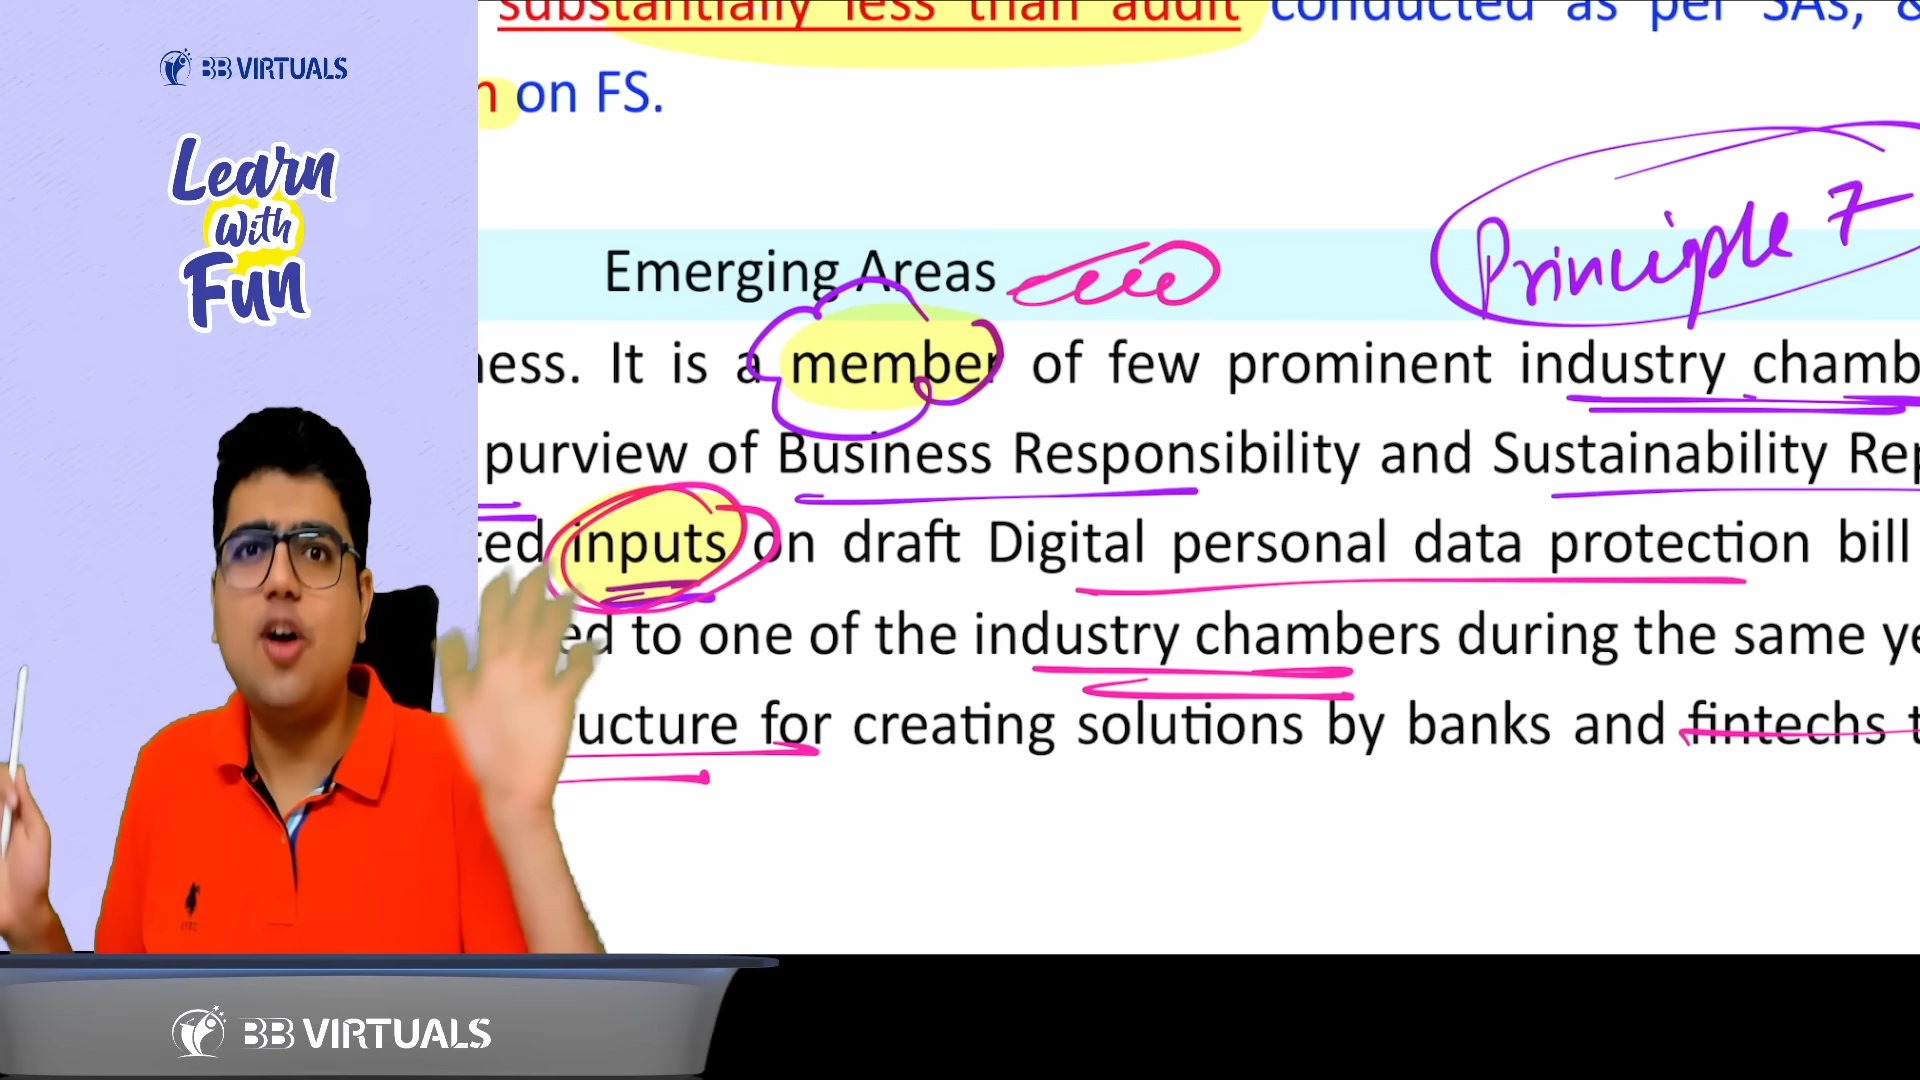 BB VIRTUALS
Learn
With
Fun
substantially less than audit conducted as per SAs, &
on FS.
Emerging Areas
Principle 7
ness. It is a member of few prominent industry chamb
purview of Business Responsibility and Sustainability Rep
ted inputs on draft Digital personal data protection bill
ed to one of the industry chambers during the same ye
ructure for creating solutions by banks and fintechs t
BB VIRTUALS